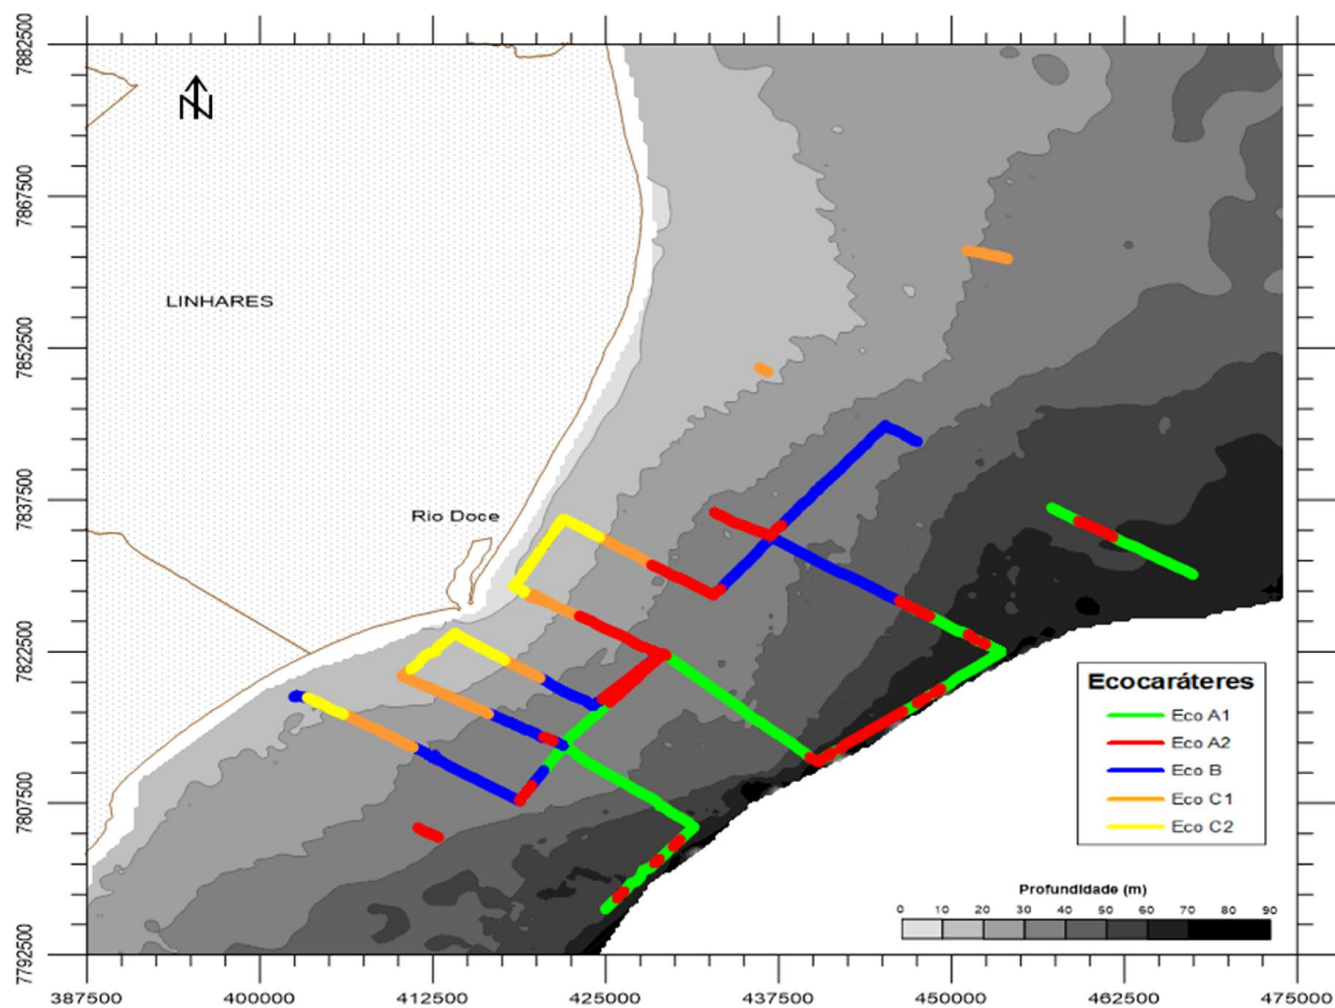 7882500
7867500
7852500
7837500
7822500
7807500
7792500
N
LINHARES
Rio Doce
Ecocaráteres
Eco A1
Eco A2
Eco B
Eco C1
Eco C2
Profundidade (m)
0 10 20 30 40 50 60 70 80 90
387500 400000 412500 425000 437500 450000 462500 475000